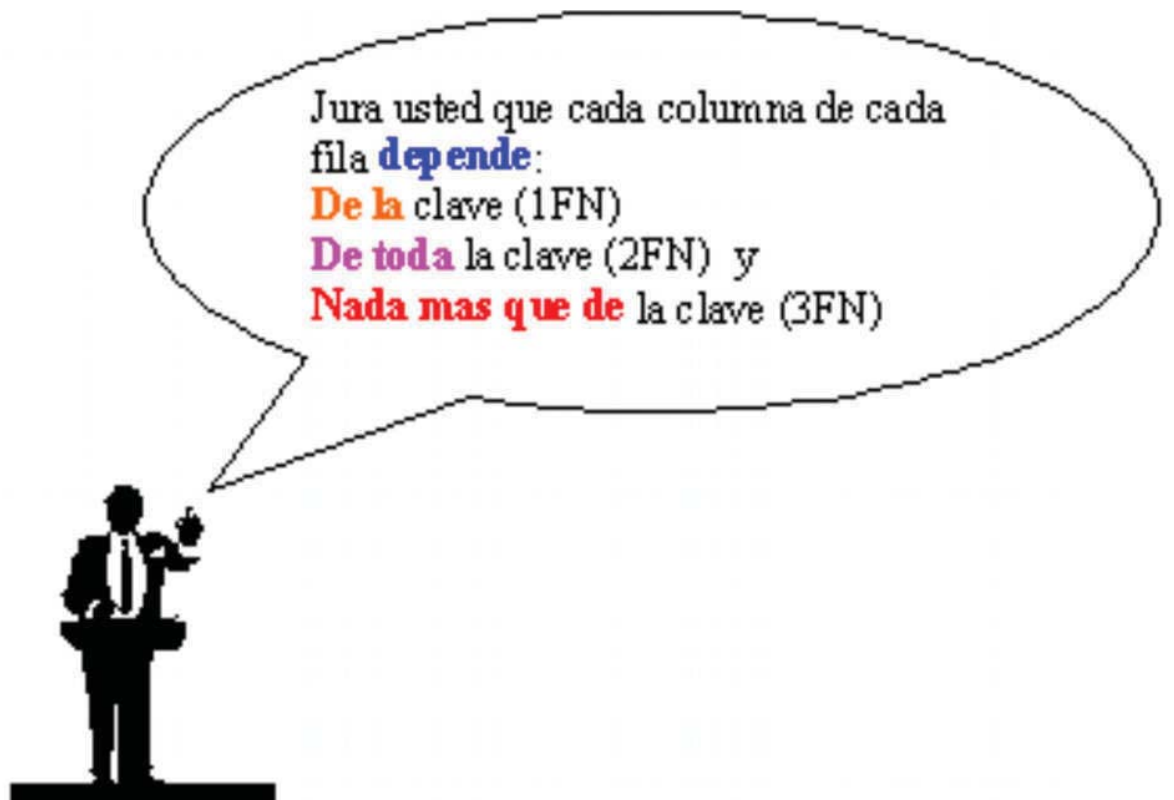 Jura usted que cada columna de cada
fila depende:
De la clave (1FN)
De toda la clave (2FN) y
Nada mas que de la clave (3FN)